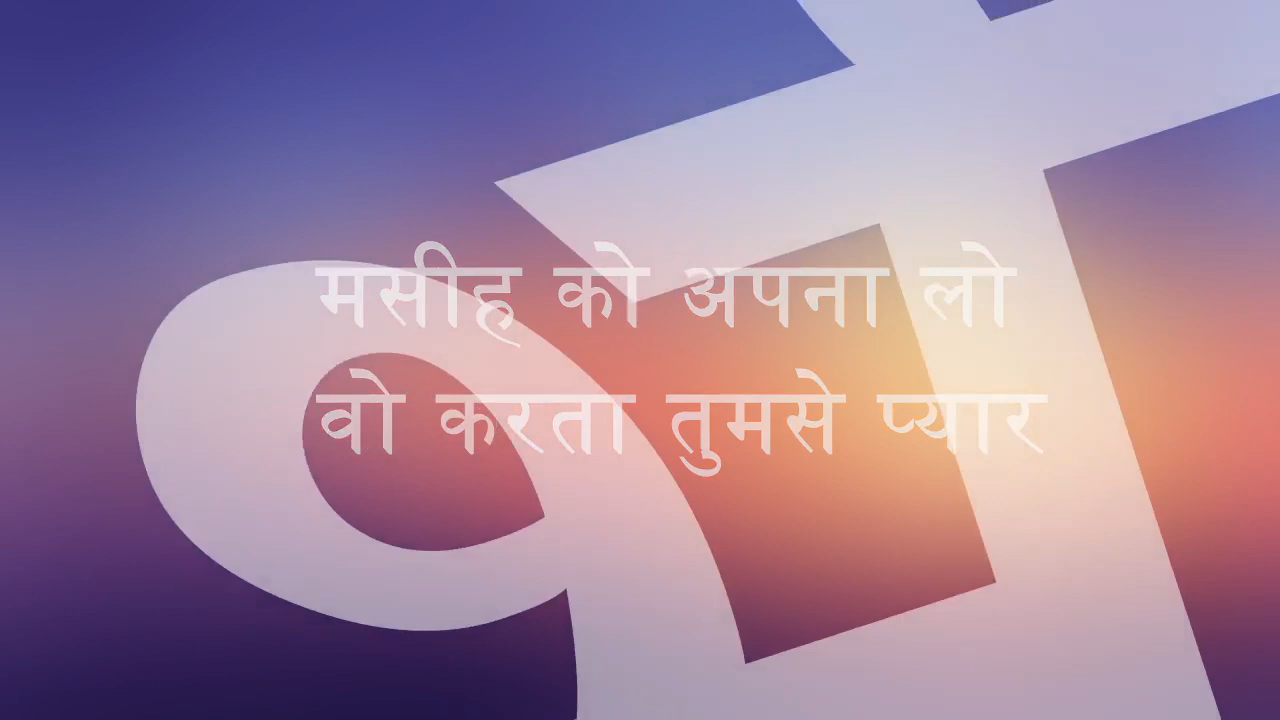 मसीह को अपना लो
वो करता तुमसे प्यार